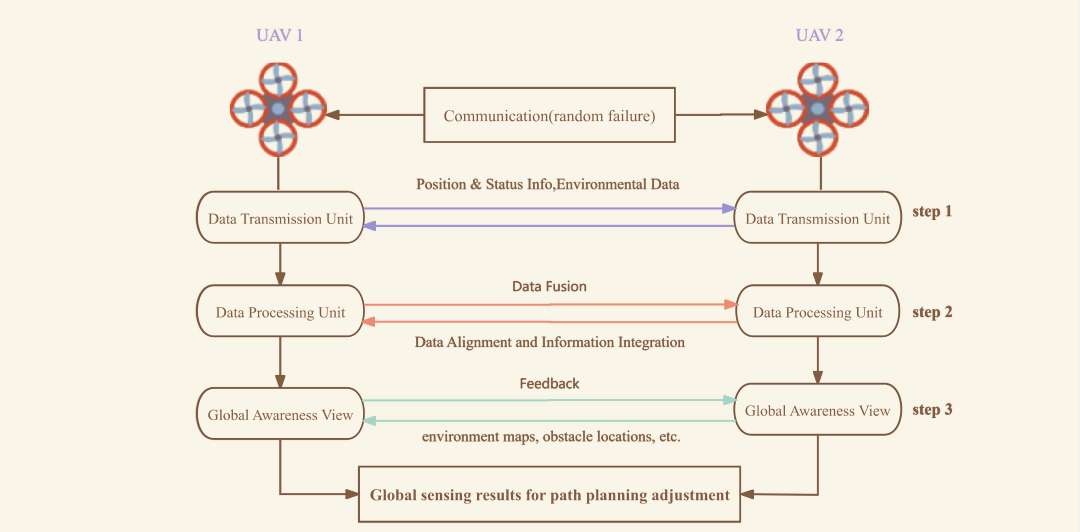 UAV 1
UAV 2
Communication(random failure)
Position & Status Info,Environmental Data
Data Transmission Unit
Data Transmission Unit
step 1
Data Fusion
Data Processing Unit
Data Processing Unit
step 2
Data Alignment and Information Integration
Feedback
Global Awareness View
Global Awareness View
step 3
environment maps, obstacle locations, etc.
Global sensing results for path planning adjustment